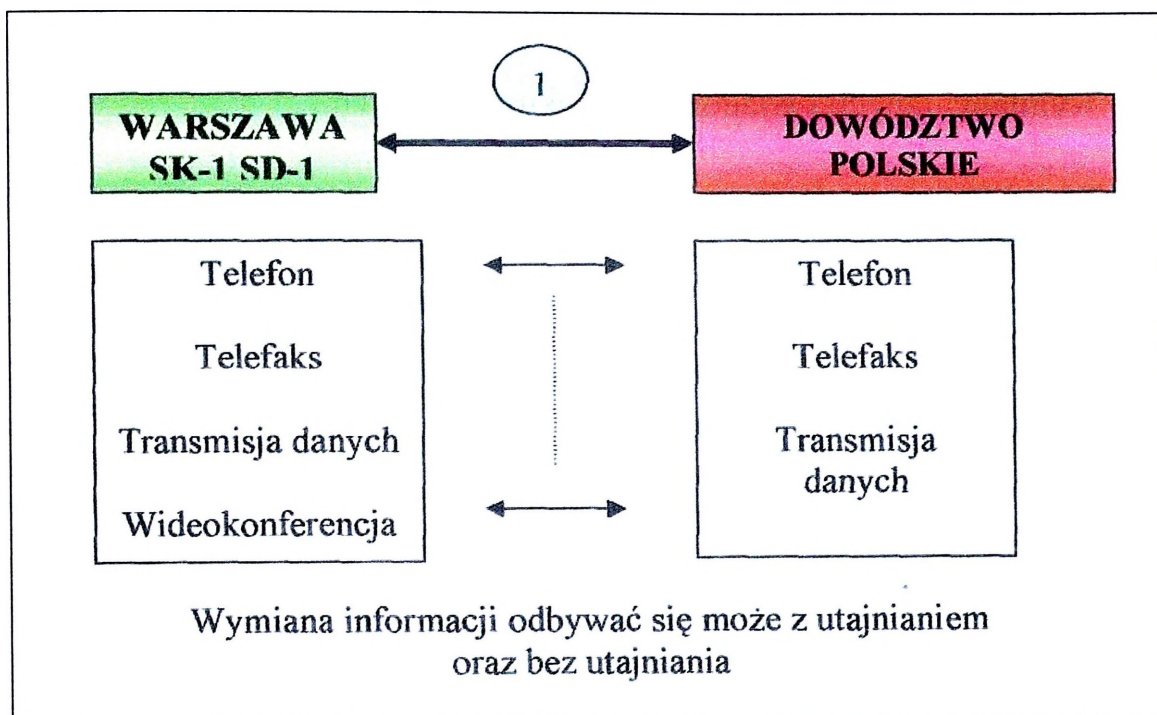 1
WARSZAWA
SK-1 SD-1
DOWÓDZTWO
POLSKIE
Telefon
Telefaks
Transmisja danych
Wideokonferencja
Telefon
Telefaks
Transmisja
danych
Wymiana informacji odbywać się może z utajnianiem
oraz bez utajniania